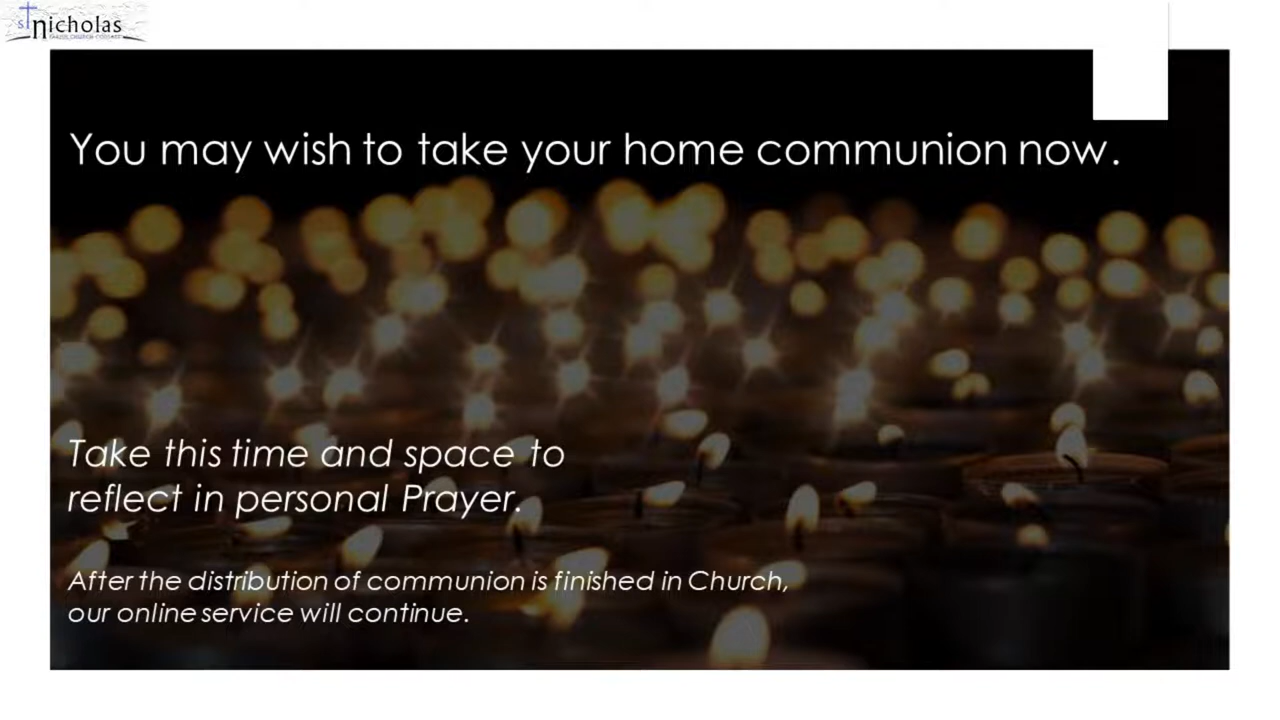 St
nicholas
You may wish to take your home communion now.
Take this time and space to
reflect in personal Prayer.
After the distribution of communion is finished in Church,
our online service will continue.